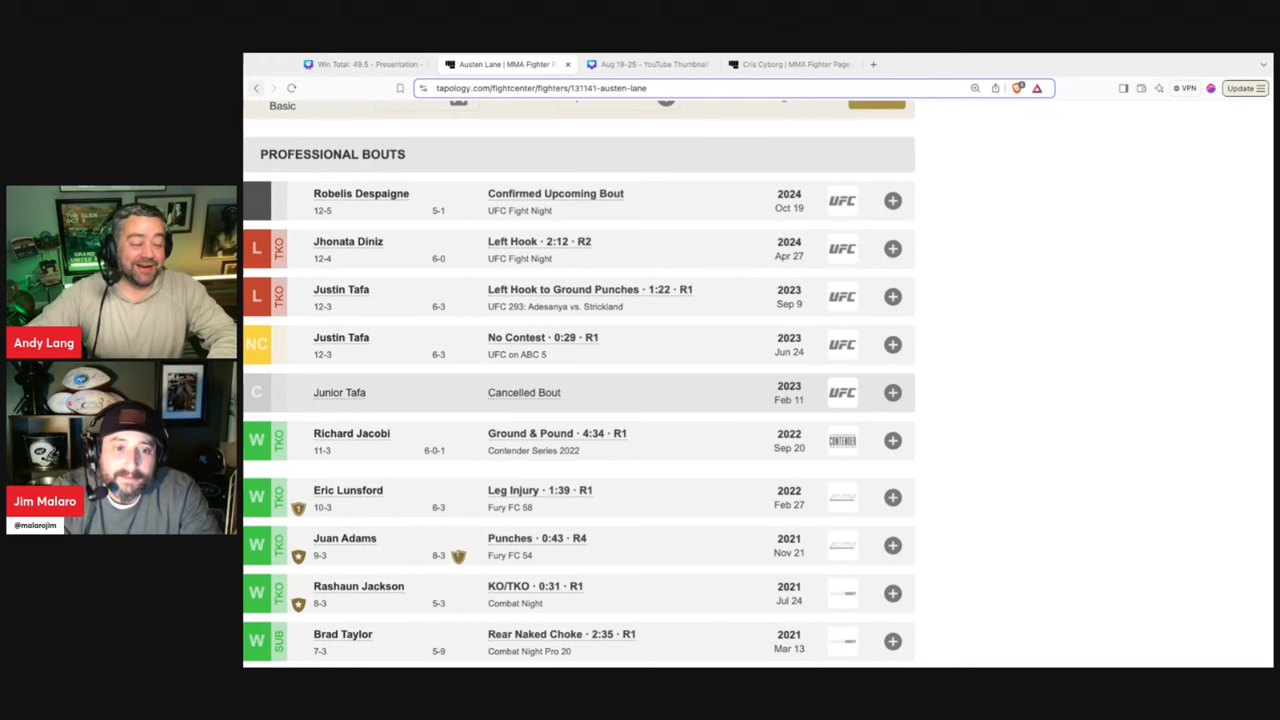 Win Total: 49.5 - Presentation - C
Austen Lane | MMA Fighter P
Aug 19-25 - YouTube Thumbnail
Cris Cyborg | MMA Fighter Page
tapology.com/fightcenter/fighters/131141-austen-lane
VPN
Update
Basic
PROFESSIONAL BOUTS
Robelis Despaigne Confirmed Upcoming Bout 2024
12-5 5-1 UFC Fight Night Oct 19 UFC
L TKO Jhonata Diniz Left Hook · 2:12 · R2 2024
12-4 6-0 UFC Fight Night Apr 27 UFC
L TKO Justin Tafa Left Hook to Ground Punches · 1:22 · R1 2023
12-3 6-3 UFC 293: Adesanya vs. Strickland Sep 9 UFC
NC Justin Tafa No Contest · 0:29 · R1 2023
12-3 6-3 UFC on ABC 5 Jun 24 UFC
C Junior Tafa Cancelled Bout 2023
Feb 11 UFC
W TKO Richard Jacobi Ground & Pound · 4:34 · R1 2022
11-3 6-0-1 Contender Series 2022 Sep 20 CONTENDER
W TKO Eric Lunsford Leg Injury · 1:39 · R1 2022
10-3 6-3 Fury FC 58 Feb 27
W TKO Juan Adams Punches · 0:43 · R4 2021
9-3 8-3 Fury FC 54 Nov 21
W TKO Rashaun Jackson KO/TKO · 0:31 · R1 2021
8-3 5-3 Combat Night Jul 24
W SUB Brad Taylor Rear Naked Choke · 2:35 · R1 2021
7-3 5-9 Combat Night Pro 20 Mar 13
Andy Lang
Jim Malaro
@malarojim